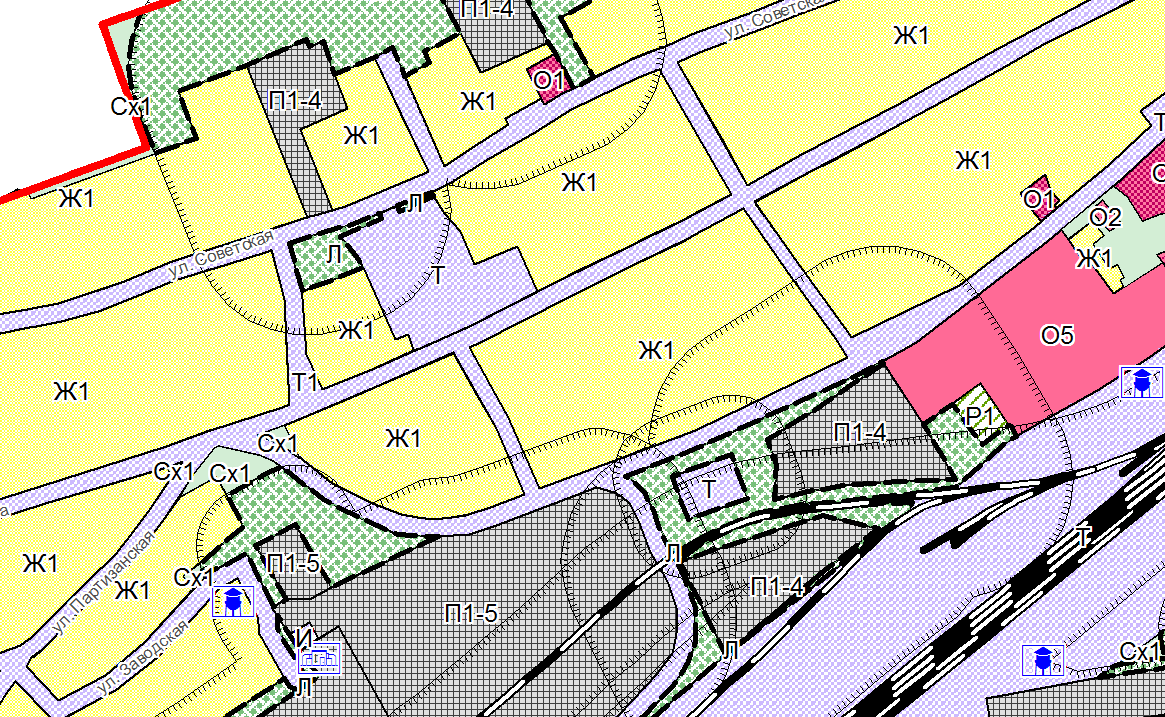 П1-4
ул. Советска
Ж1
О1
П1-4
Ж1
Сх1
Ж1
Т
Ж1
О
Ж1
Ж1
О1
Л
О2
ул. Советская
Л
Т
Ж1
Ж1
О5
Ж1
Т1
Ж1
Р1
Ж1
П1-4
Сх1
Сх1
Сх1
Т
а
Т
Л
Ж1
П1-5
Сх1
Ж1
П1-4
ул. Партизанская
П1-5
И
Л
Сх1
ул. Заводская
Л